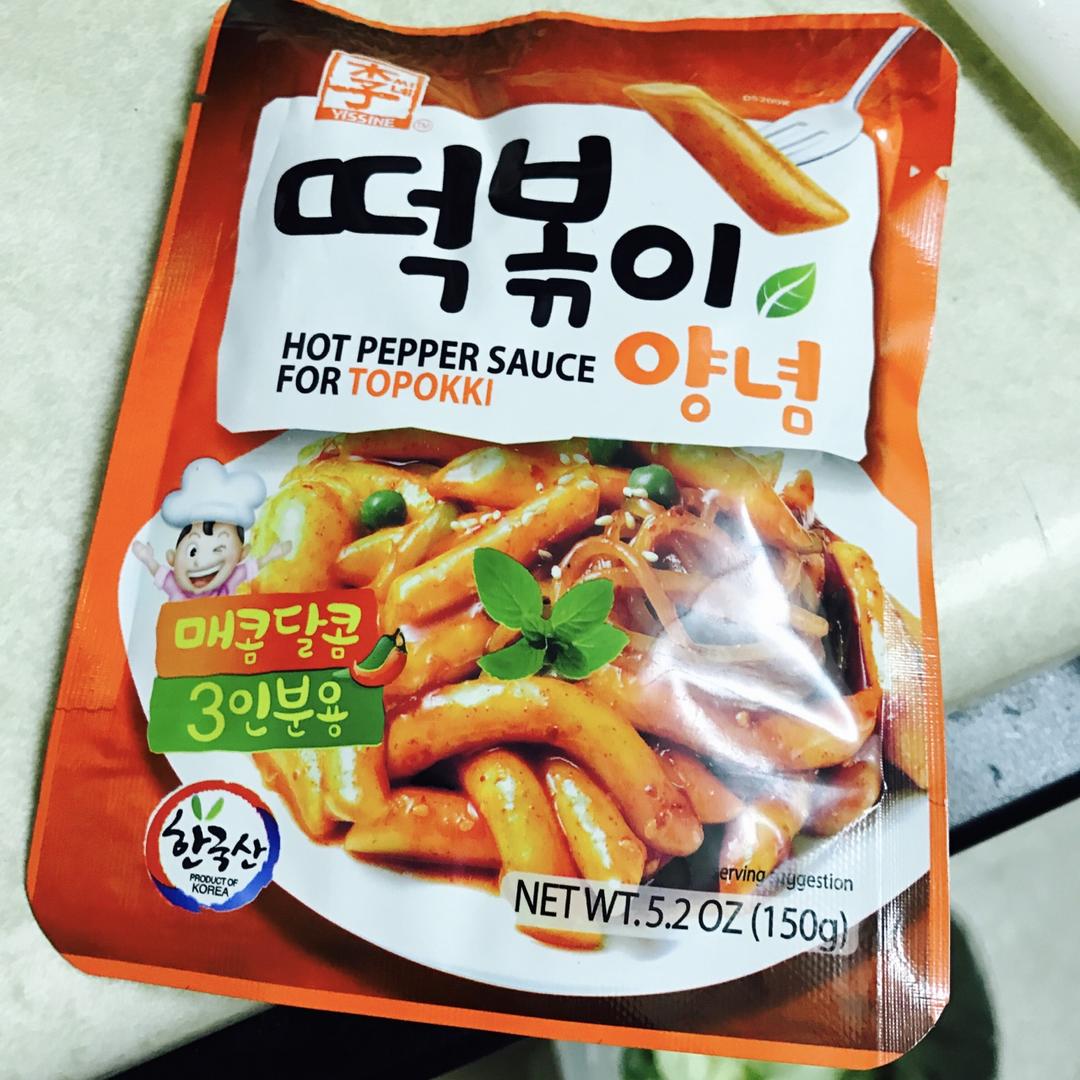 李
YISSINE
TM
떡볶이
HOT PEPPER SAUCE
FOR TOPOKKI
양념
매콤달콤
3인분용
한국산
PRODUCT OF
KOREA
suggestion
NET WT. 5.2 OZ (150g)